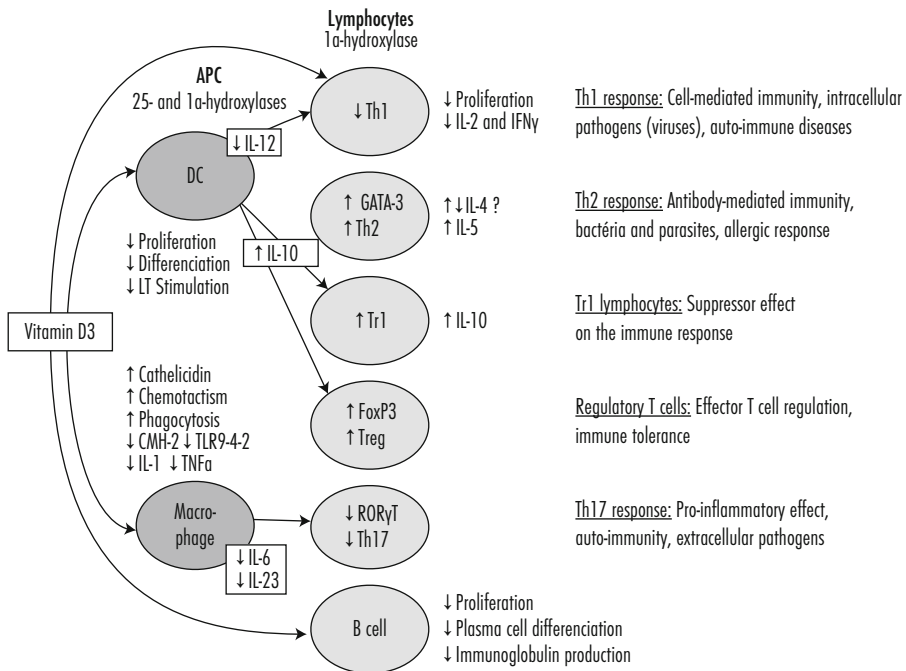 Lymphocytes
1a-hydroxylase
APC
25- and 1a-hydroxylases
Vitamin D3
DC
↓ IL-12
↓ Proliferation
↓ Differenciation
↓ LT Stimulation
↑ IL-10
↑ Cathelicidin
↑ Chemotactism
↑ Phagocytosis
↓ CMH-2 ↓ TLR9-4-2
↓ IL-1 ↓ TNFa
Macro-
phage
↓ IL-6
↓ IL-23
↓ Th1
↓ Proliferation
↓ IL-2 and IFNγ
Th1 response: Cell-mediated immunity, intracellular
pathogens (viruses), auto-immune diseases
↑ GATA-3
↑ Th2
↑ ↓ IL-4 ?
↑ IL-5
Th2 response: Antibody-mediated immunity,
bactéria and parasites, allergic response
↑ Tr1
↑ IL-10
Tr1 lymphocytes: Suppressor effect
on the immune response
↑ FoxP3
↑ Treg
Regulatory T cells: Effector T cell regulation,
immune tolerance
↓ RORγT
↓ Th17
Th17 response: Pro-inflammatory effect,
auto-immunity, extracellular pathogens
B cell
↓ Proliferation
↓ Plasma cell differenciation
↓ Immunoglobulin production